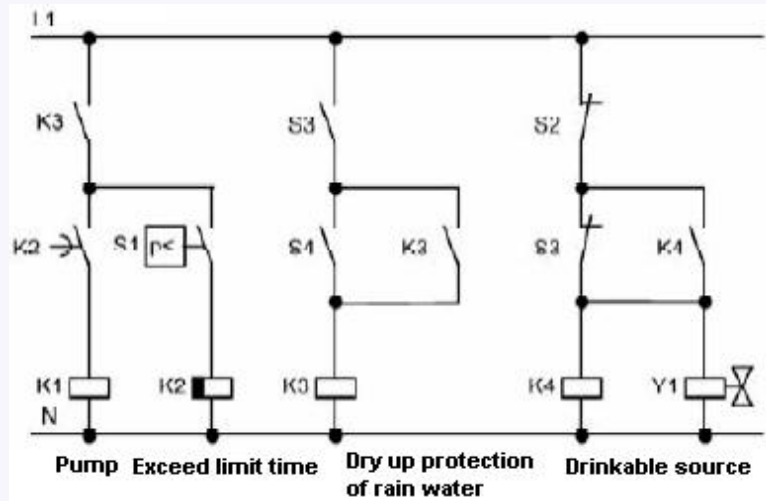 L1
K3
S3
S2
K2
S1
p<
S4
K3
S3
K4
K1
K2
K3
K4
Y1
N
Pump
Exceed limit time
Dry up protection
of rain water
Drinkable source